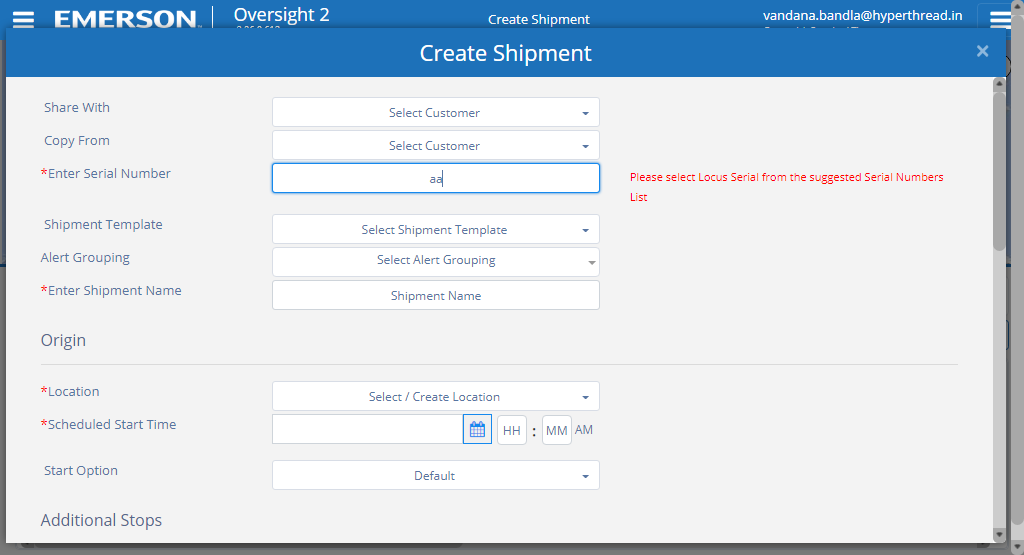 EMERSON Oversight 2 Create Shipment vandana.bandla@hyperthread.in
Create Shipment ×
Share With Select Customer
Copy From Select Customer
*Enter Serial Number aa Please select Locus Serial from the suggested Serial Numbers
List
Shipment Template Select Shipment Template
Alert Grouping Select Alert Grouping
*Enter Shipment Name Shipment Name
Origin
*Location Select / Create Location
*Scheduled Start Time HH : MM AM
Start Option Default
Additional Stops